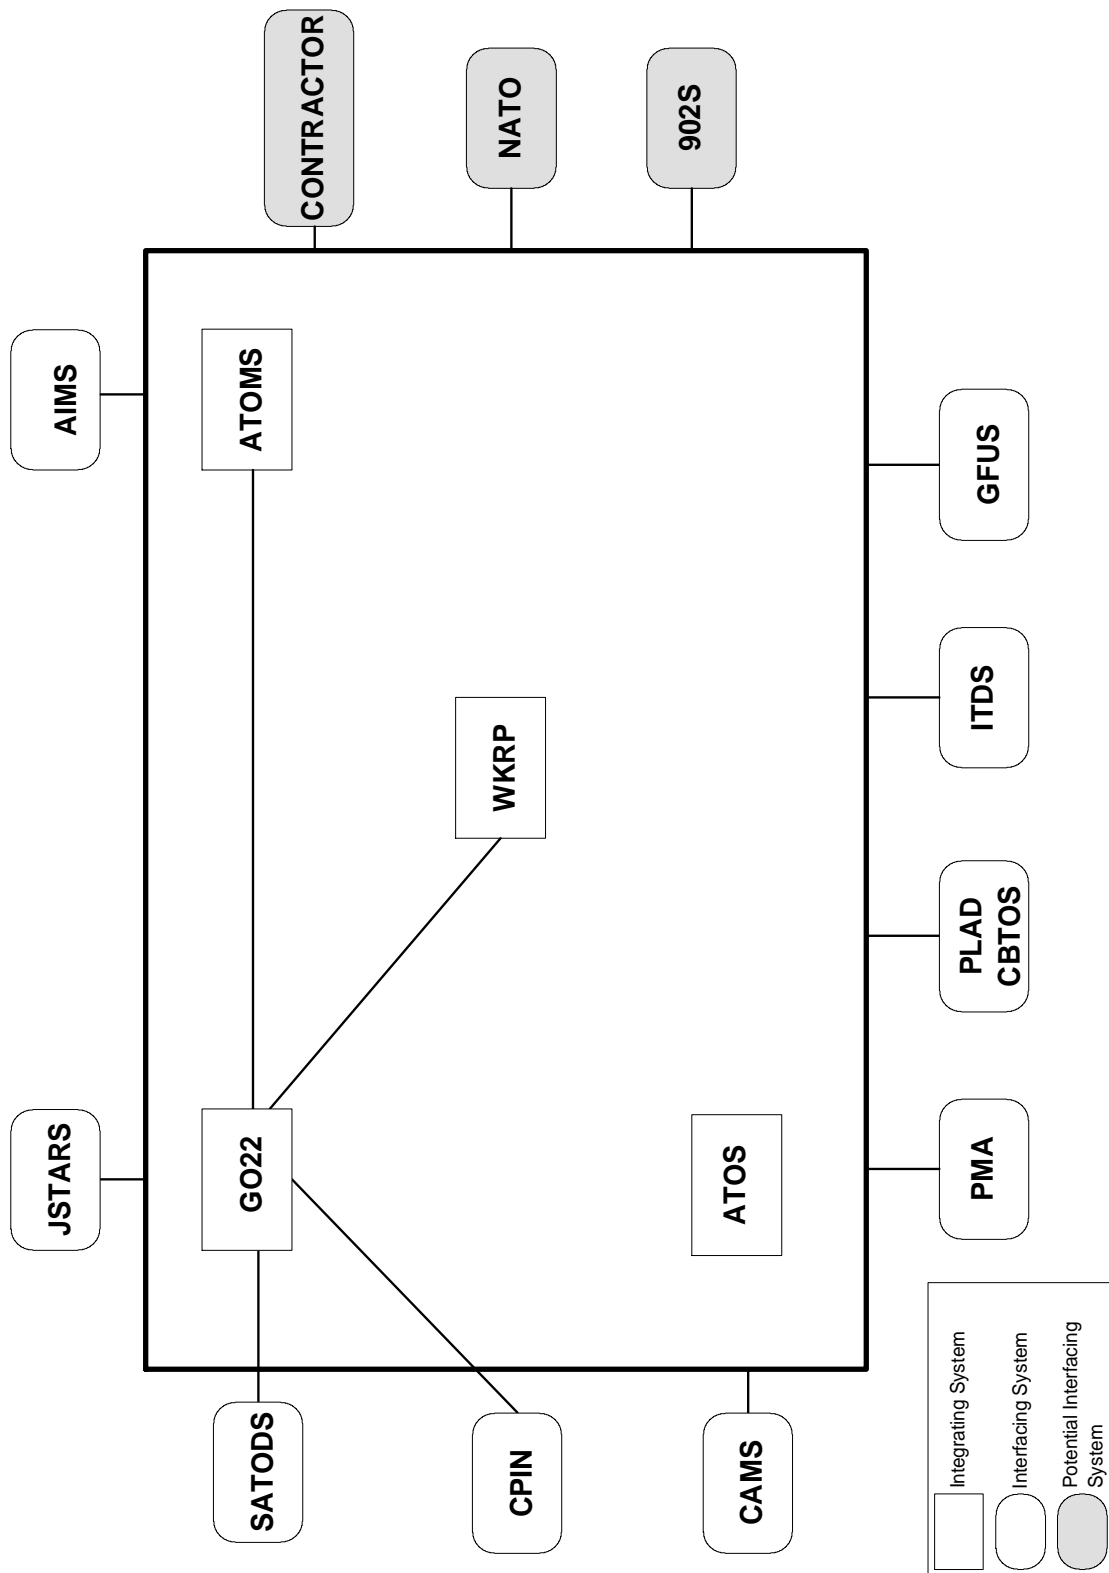 JSTARS
AIMS
SATODS
GO22
ATOMS
CONTRACTOR
CPIN
WKRP
NATO
CAMS
ATOS
902S
PMA
PLAD
CBTOS
ITDS
GFUS
Integrating System
Interfacing System
Potential Interfacing
System